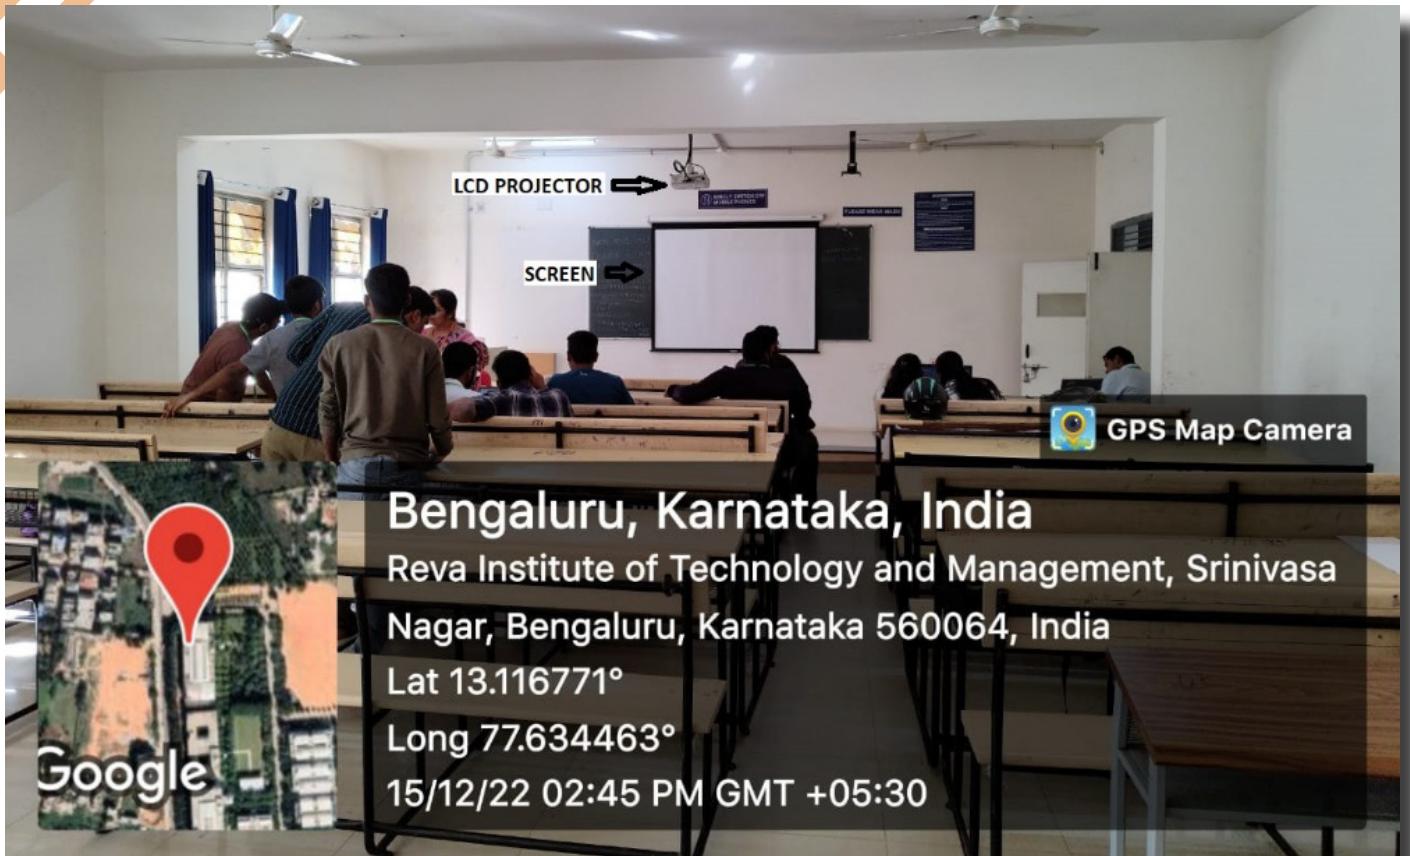 LCD PROJECTOR
SCREEN
GPS Map Camera
Bengaluru, Karnataka, India
Reva Institute of Technology and Management, Srinivasa
Nagar, Bengaluru, Karnataka 560064, India
Lat 13.116771°
Long 77.634463°
15/12/22 02:45 PM GMT +05:30
Google